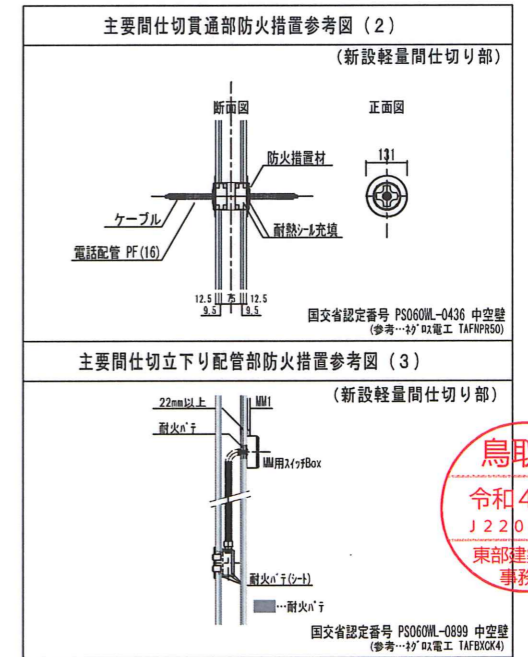 主要間仕切貫通部防火措置参考図（2）
（新設軽量間仕切り部）
断面図
正面図
防火措置材
131
ケーブル
耐熱シール充填
電話配管 PF(16)
12.5 75 12.5
9.5 9.5
国交省認定番号 PS060WL-0436 中空壁
(参考…ネグロス電工 TAFNPR50)
主要間仕切立下り配管部防火措置参考図（3）
（新設軽量間仕切り部）
22mm以上
MM1
耐火パテ
MM用スイッチBox
耐火パテ(シート)
…耐火パテ
国交省認定番号 PS060WL-0899 中空壁
(参考…ネグロス電工 TAFBXCK4)
鳥取
令和4
J220
東部建
事務